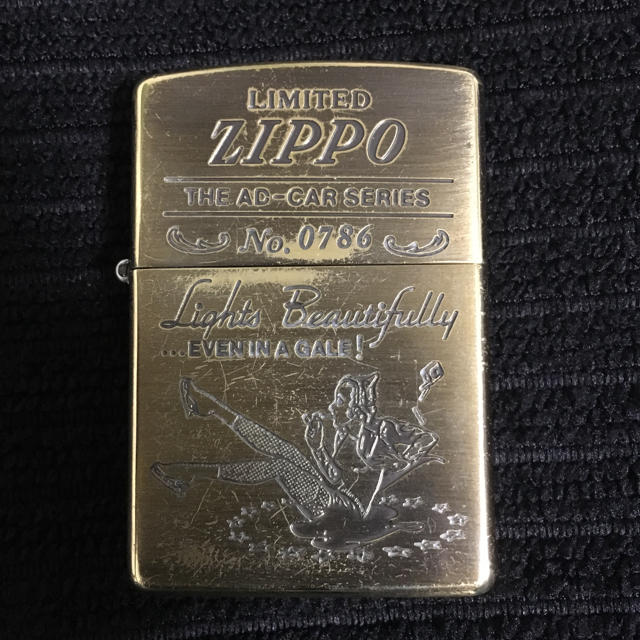 LIMITED
ZIPPO
THE AD-CAR SERIES
No. 0786
Lights Beautifully
...EVEN IN A GALE!